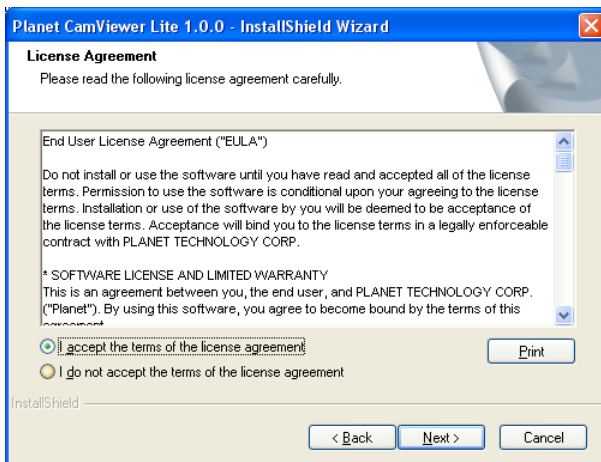 Planet CamViewer Lite 1.0.0 - InstallShield Wizard
License Agreement
Please read the following license agreement carefully.
End User License Agreement ("EULA")
Do not install or use the software until you have read and accepted all of the license
terms. Permission to use the software is conditional upon your agreeing to the license
terms. Installation or use of the software by you will be deemed to be acceptance of
the license terms. Acceptance will bind you to the license terms in a legally enforceable
contract with PLANET TECHNOLOGY CORP.
* SOFTWARE LICENSE AND LIMITED WARRANTY
This is an agreement between you, the end user, and PLANET TECHNOLOGY CORP.
("Planet"). By using this software, you agree to become bound by the terms of this
agreement.
I accept the terms of the license agreement
Print
I do not accept the terms of the license agreement
InstallShield
< Back
Next >
Cancel